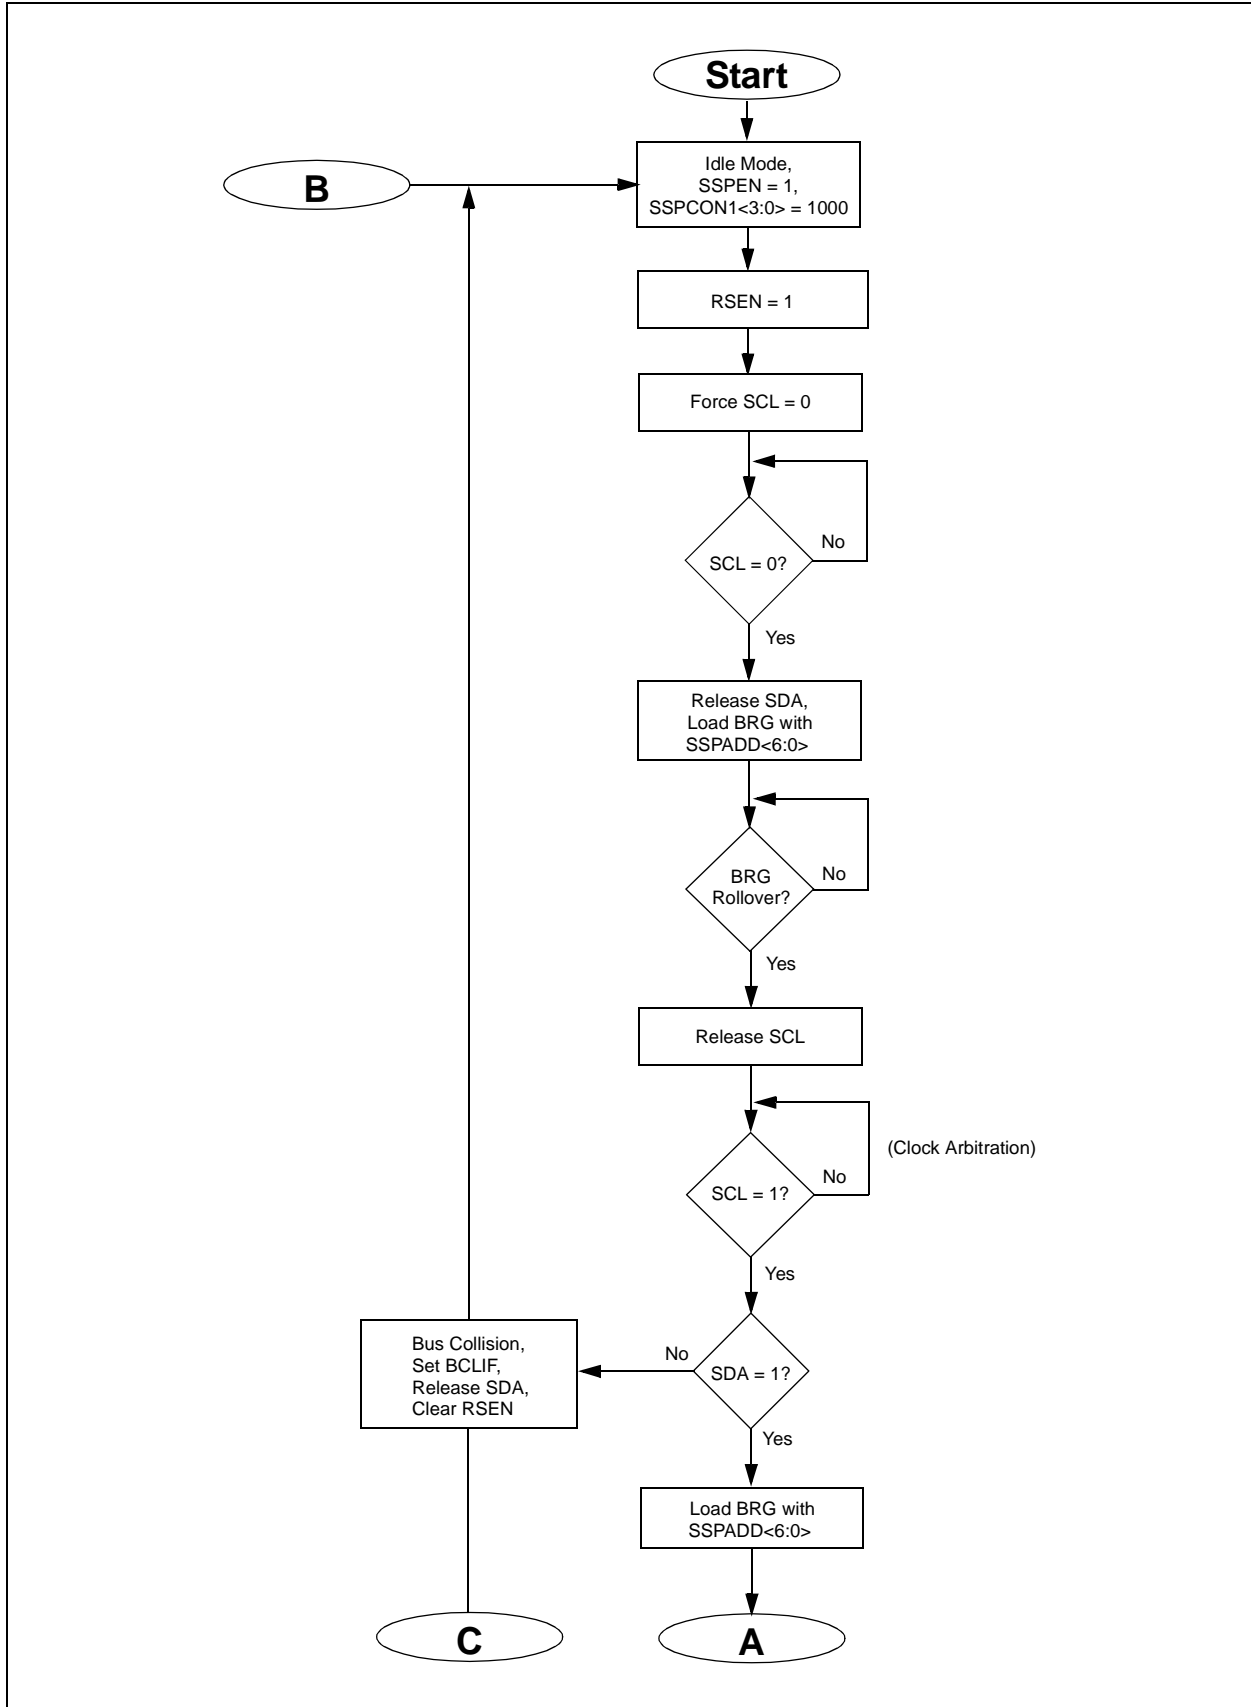 Start
B
Idle Mode,
SSPEN = 1,
SSPCON1<3:0> = 1000
RSEN = 1
Force SCL = 0
SCL = 0?
No
Yes
Release SDA,
Load BRG with
SSPADD<6:0>
BRG
Rollover?
No
Yes
Release SCL
(Clock Arbitration)
SCL = 1?
No
Yes
Bus Collision,
Set BCLIF,
Release SDA,
Clear RSEN
No
SDA = 1?
Yes
Load BRG with
SSPADD<6:0>
C
A